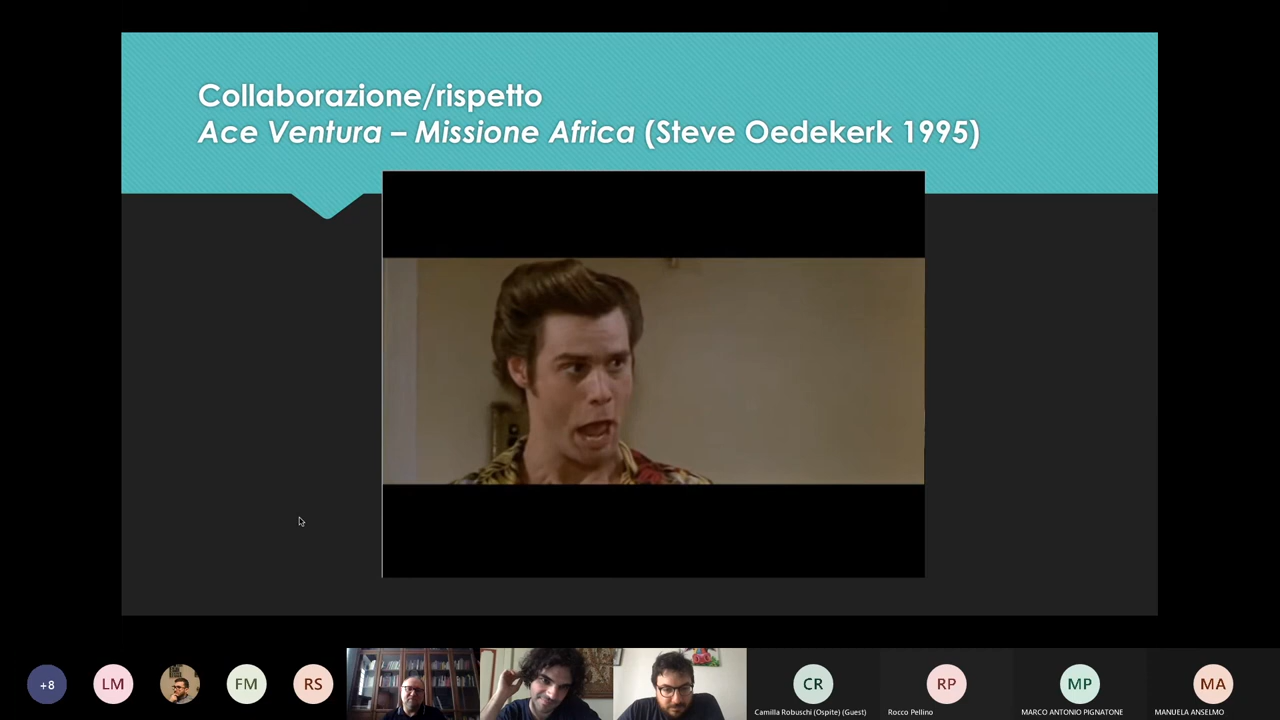 Collaborazione/rispetto
Ace Ventura – Missione Africa (Steve Oedekerk 1995)
+8
LM
FM
RS
CR
RP
MP
MA
Camilla Robuschi (Ospite) (Guest)
Rocco Pellino
MARCO ANTONIO PIGNATONE
MANUELA ANSELMO